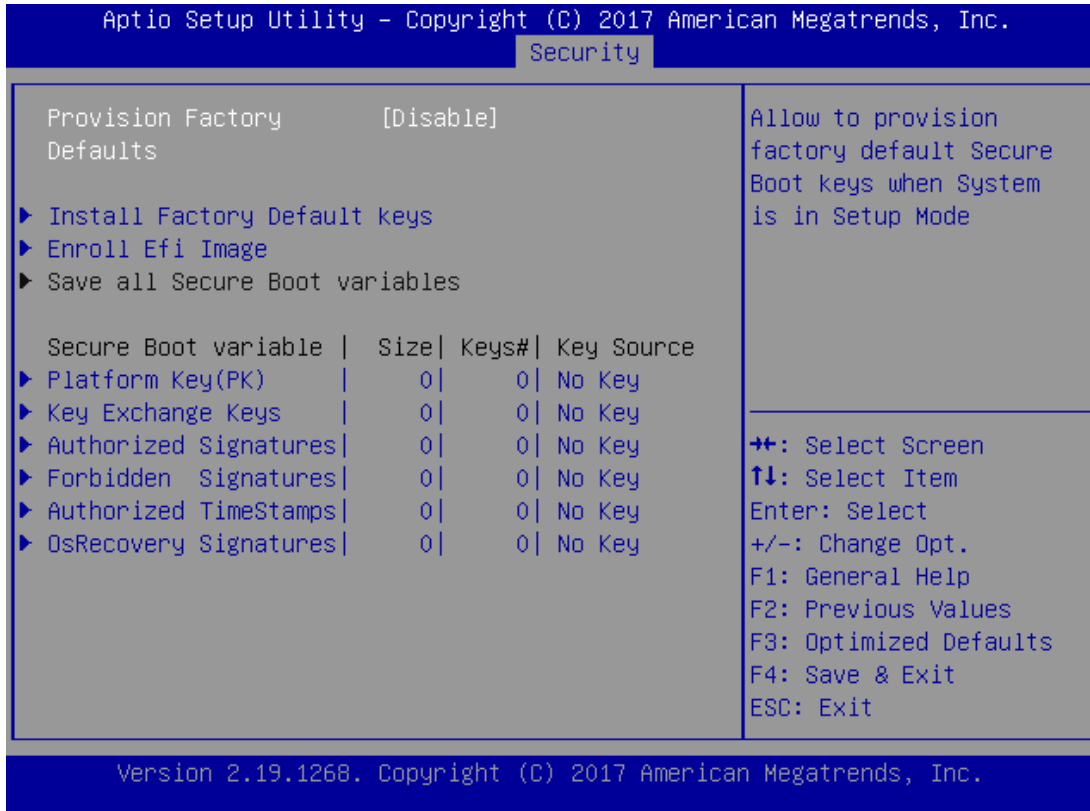 Aptio Setup Utility – Copyright (C) 2017 American Megatrends, Inc.
Security
Provision Factory [Disable]
Defaults
Install Factory Default keys
Enroll Efi Image
Save all Secure Boot variables
Secure Boot variable | Size| Keys#| Key Source
Platform Key(PK) | 0| 0| No Key
Key Exchange Keys | 0| 0| No Key
Authorized Signatures| 0| 0| No Key
Forbidden Signatures| 0| 0| No Key
Authorized TimeStamps| 0| 0| No Key
OsRecovery Signatures| 0| 0| No Key
Allow to provision
factory default Secure
Boot keys when System
is in Setup Mode
→←: Select Screen
↑↓: Select Item
Enter: Select
+/-: Change Opt.
F1: General Help
F2: Previous Values
F3: Optimized Defaults
F4: Save & Exit
ESC: Exit
Version 2.19.1268. Copyright (C) 2017 American Megatrends, Inc.